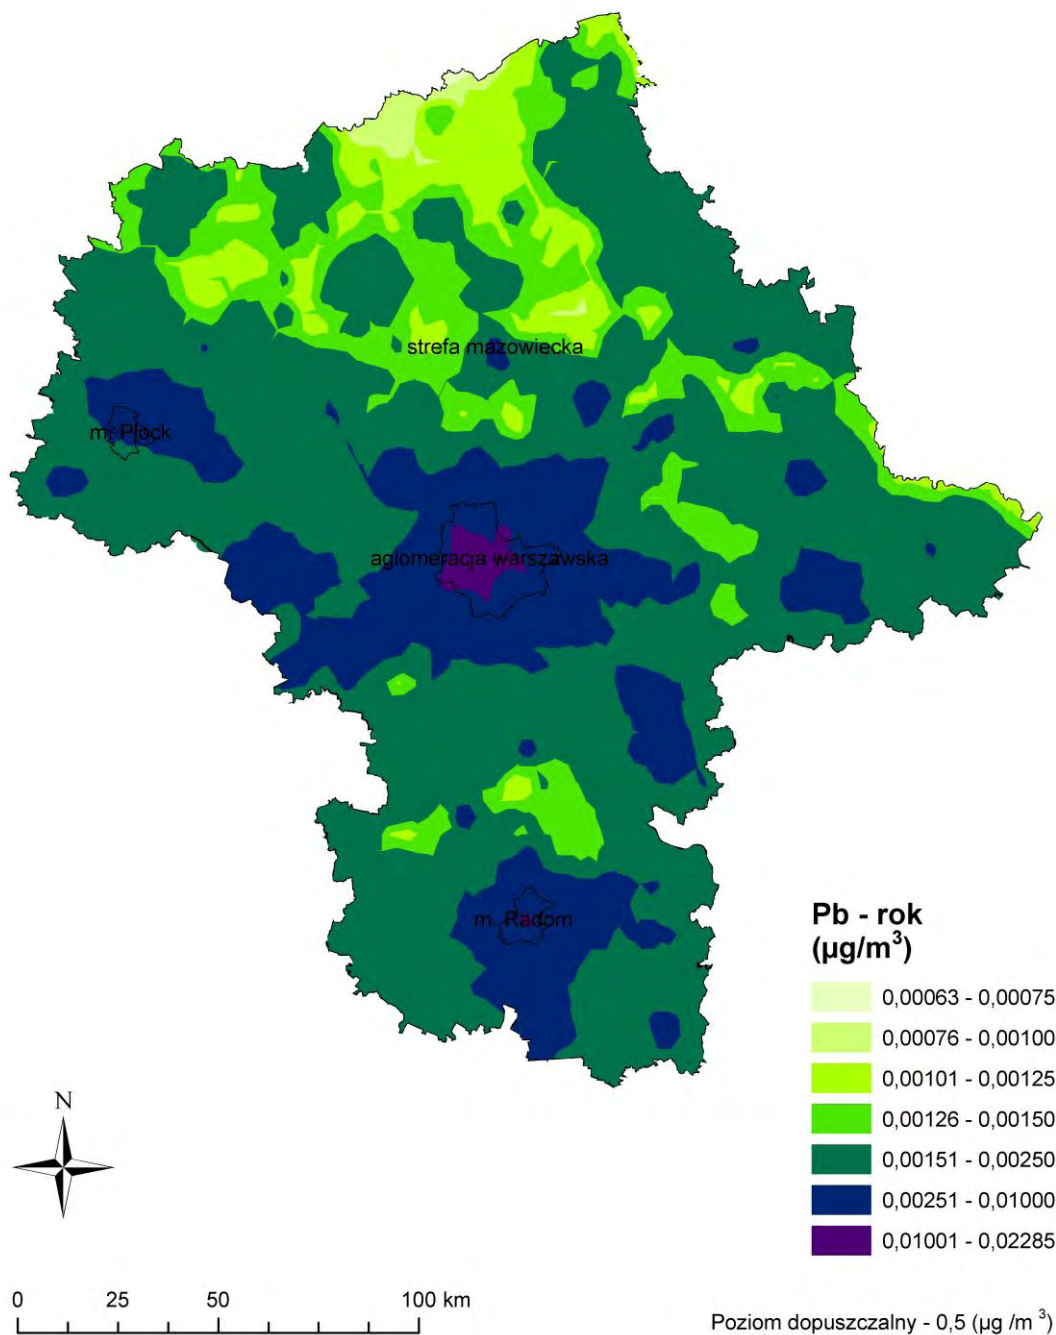 strefa mazowiecka
m. Płock
aglomeracja warszawska
m. Radom
Pb - rok
(µg/m³)
0,00063 - 0,00075
0,00076 - 0,00100
0,00101 - 0,00125
0,00126 - 0,00150
0,00151 - 0,00250
0,00251 - 0,01000
0,01001 - 0,02285
N
0 25 50 100 km
Poziom dopuszczalny - 0,5 (µg /m ³)